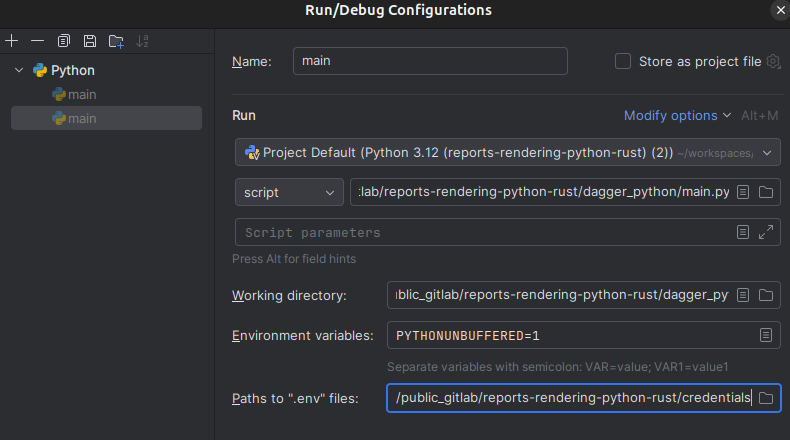 Run/Debug Configurations
Python
main
main
Name: main
Store as project file
Run
Modify options Alt+M
Project Default (Python 3.12 (reports-rendering-python-rust) (2)) ~/workspaces/
script lab/reports-rendering-python-rust/dagger_python/main.py
Script parameters
Press Alt for field hints
Working directory: blic_gitlab/reports-rendering-python-rust/dagger_py
Environment variables: PYTHONUNBUFFERED=1
Separate variables with semicolon: VAR=value; VAR1=value1
Paths to ".env" files: /public_gitlab/reports-rendering-python-rust/credentials